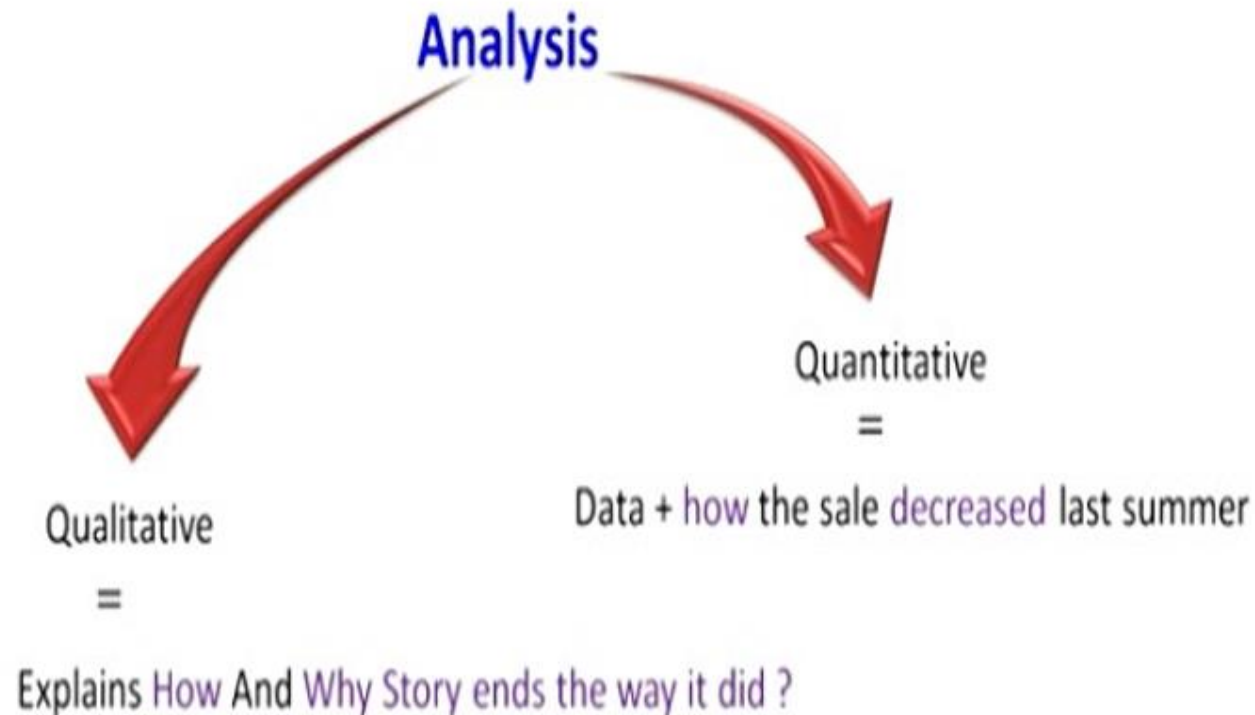 Analysis
Quantitative
=
Data + how the sale decreased last summer
Qualitative
=
Explains How And Why Story ends the way it did ?